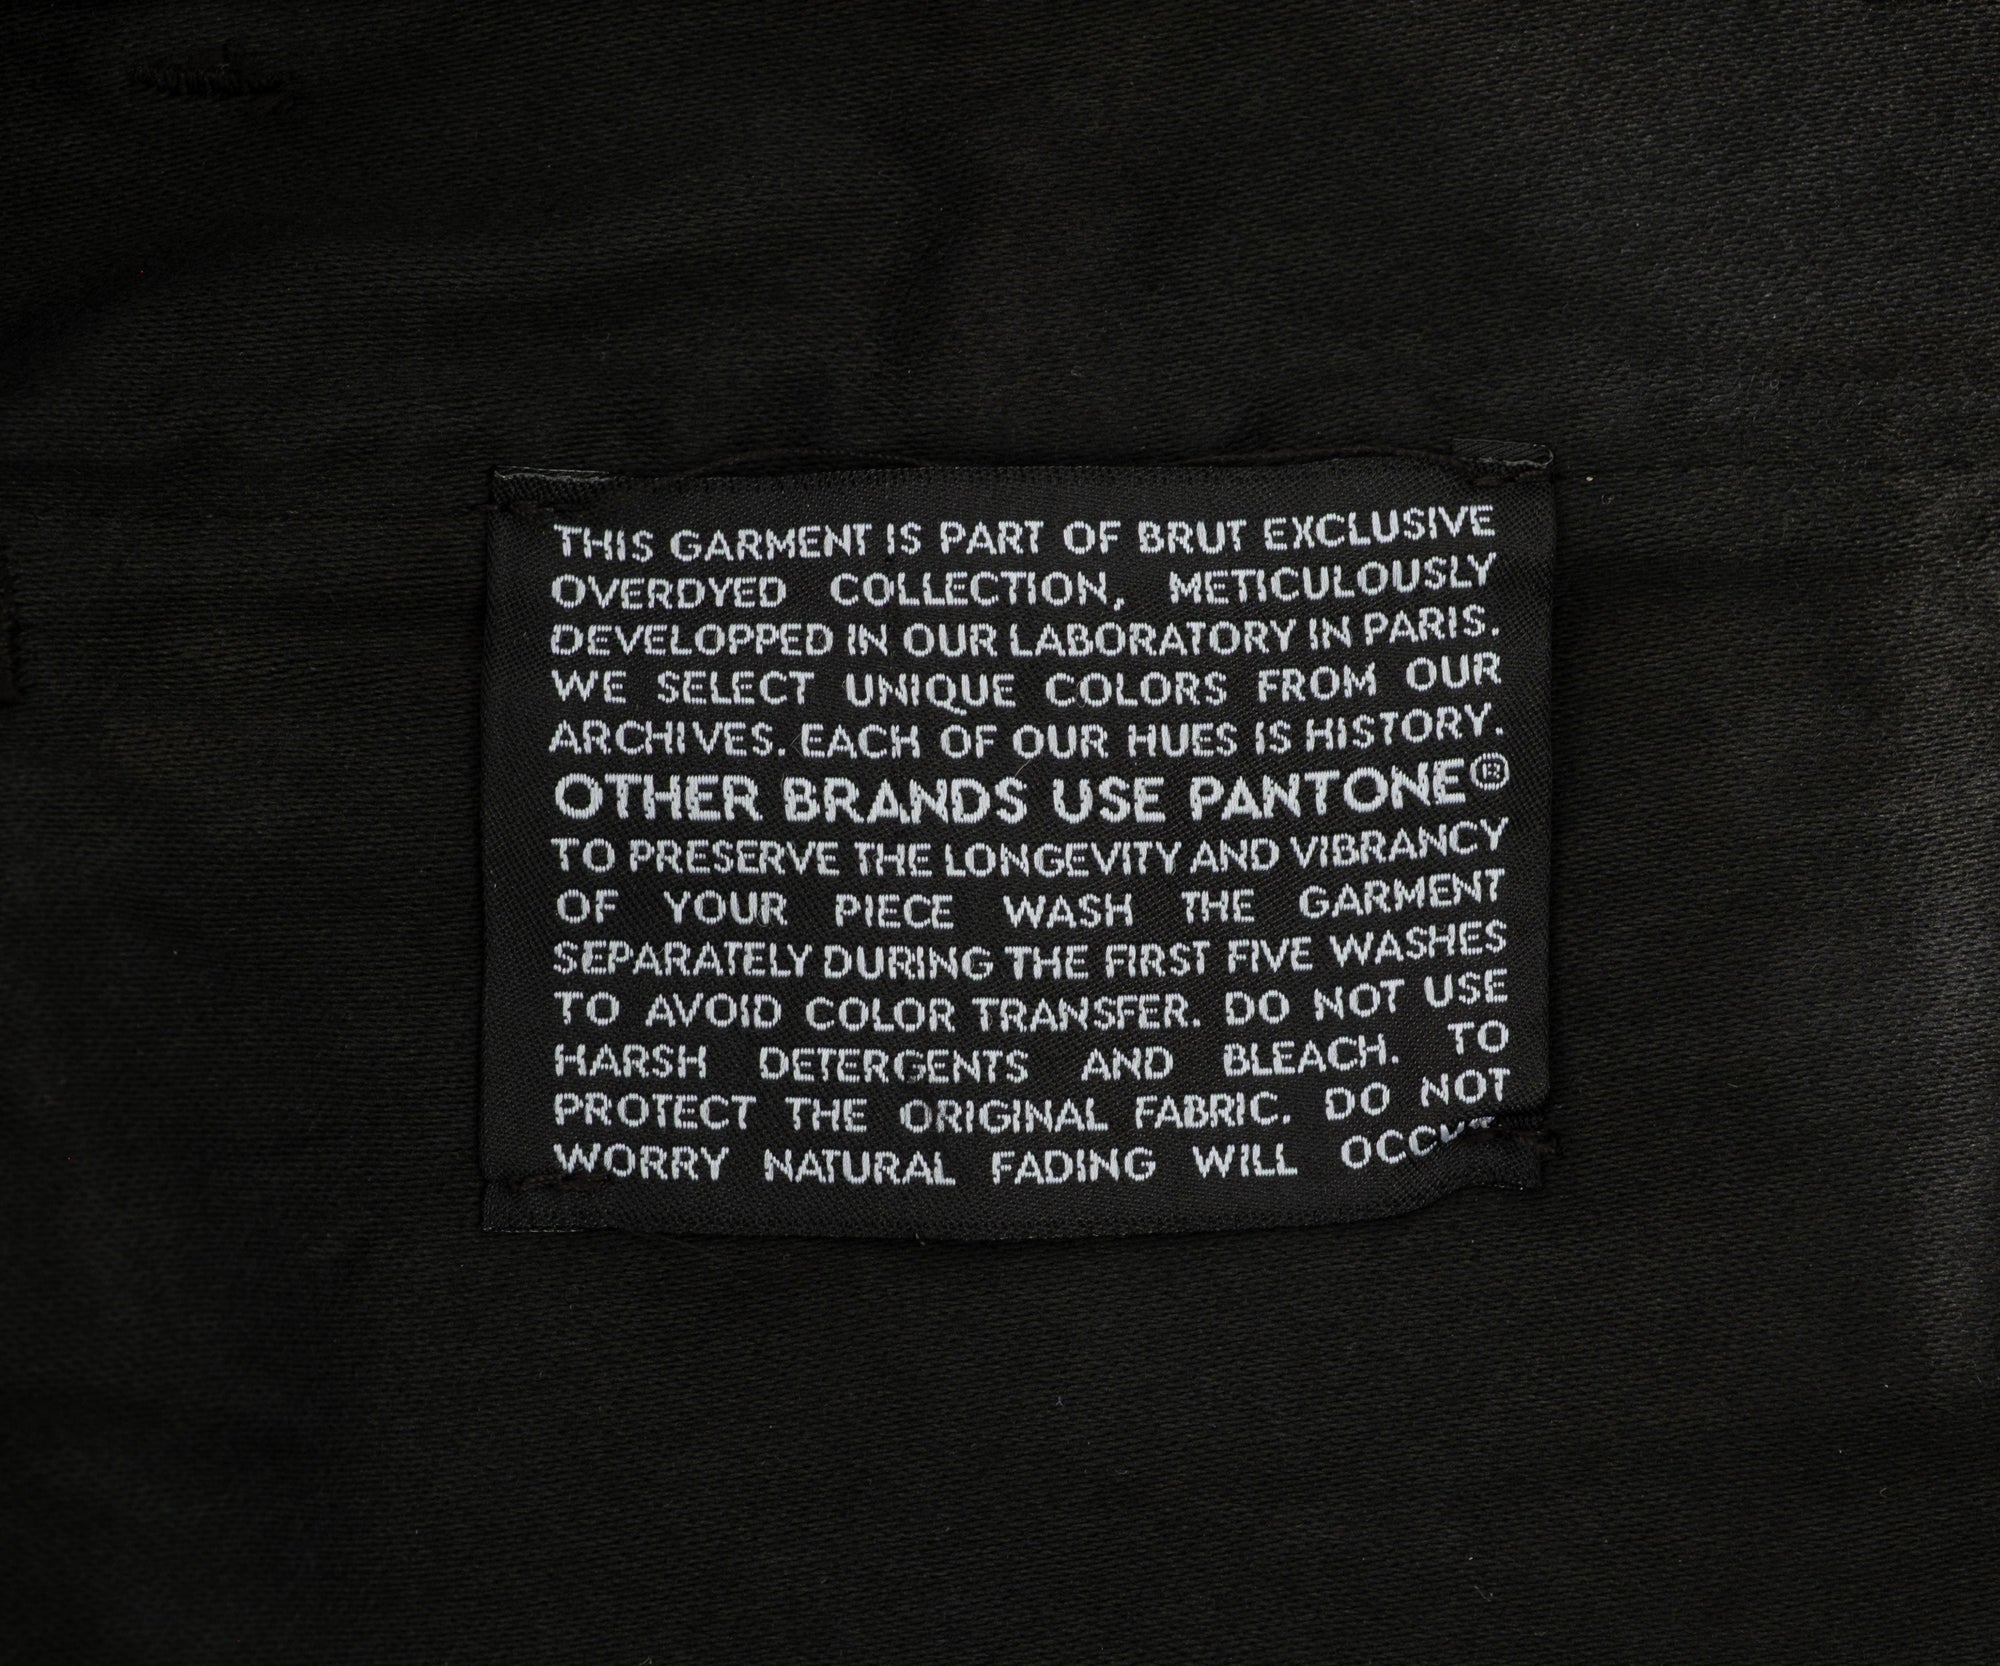 THIS GARMENT IS PART OF BRUT EXCLUSIVE
OVERDYED COLLECTION, METICULOUSLY
DEVELOPPED IN OUR LABORATORY IN PARIS.
WE SELECT UNIQUE COLORS FROM OUR
ARCHIVES. EACH OF OUR HUES IS HISTORY.
OTHER BRANDS USE PANTONE®
TO PRESERVE THE LONGEVITY AND VIBRANCY
OF YOUR PIECE WASH THE GARMENT
SEPARATELY DURING THE FIRST FIVE WASHES
TO AVOID COLOR TRANSFER. DO NOT USE
HARSH DETERGENTS AND BLEACH. TO
PROTECT THE ORIGINAL FABRIC. DO NOT
WORRY NATURAL FADING WILL OCCUR